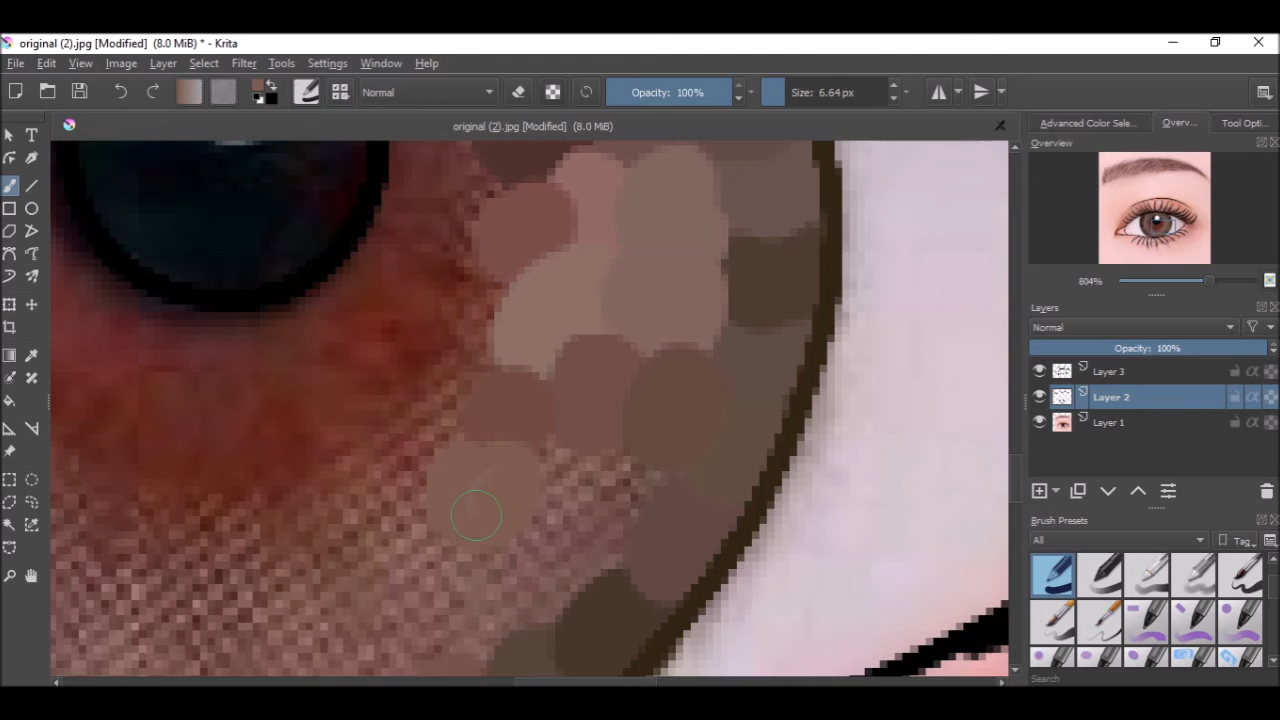 original (2).jpg [Modified] (8.0 MiB) * - Krita
File Edit View Image Layer Select Filter Tools Settings Window Help
Normal Opacity: 100% Size: 6.64 px
original (2).jpg [Modified] (8.0 MiB)
Advanced Color Sele... Overv... Tool Opti...
Overview
804%
Layers
Normal
Opacity: 100%
Layer 3
Layer 2
Layer 1
Brush Presets
All Tag
Search